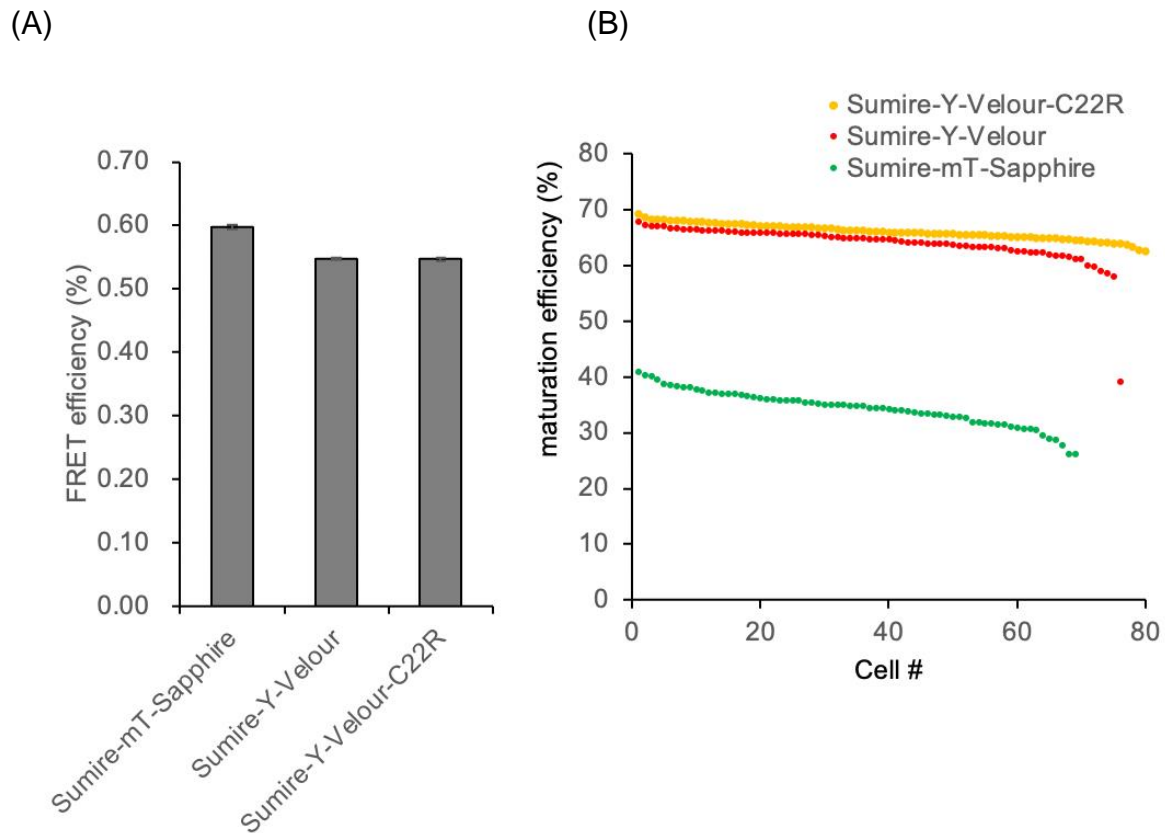 (A)
FRET efficiency (%)
0.70
0.60
0.50
0.40
0.30
0.20
0.10
0.00
Sumire-mT-Sapphire
Sumire-Y-Velour
Sumire-Y-Velour-C22R
(B)
Sumire-Y-Velour-C22R
Sumire-Y-Velour
Sumire-mT-Sapphire
maturation efficiency (%)
80
70
60
50
40
30
20
10
0
0 20 40 60 80
Cell #